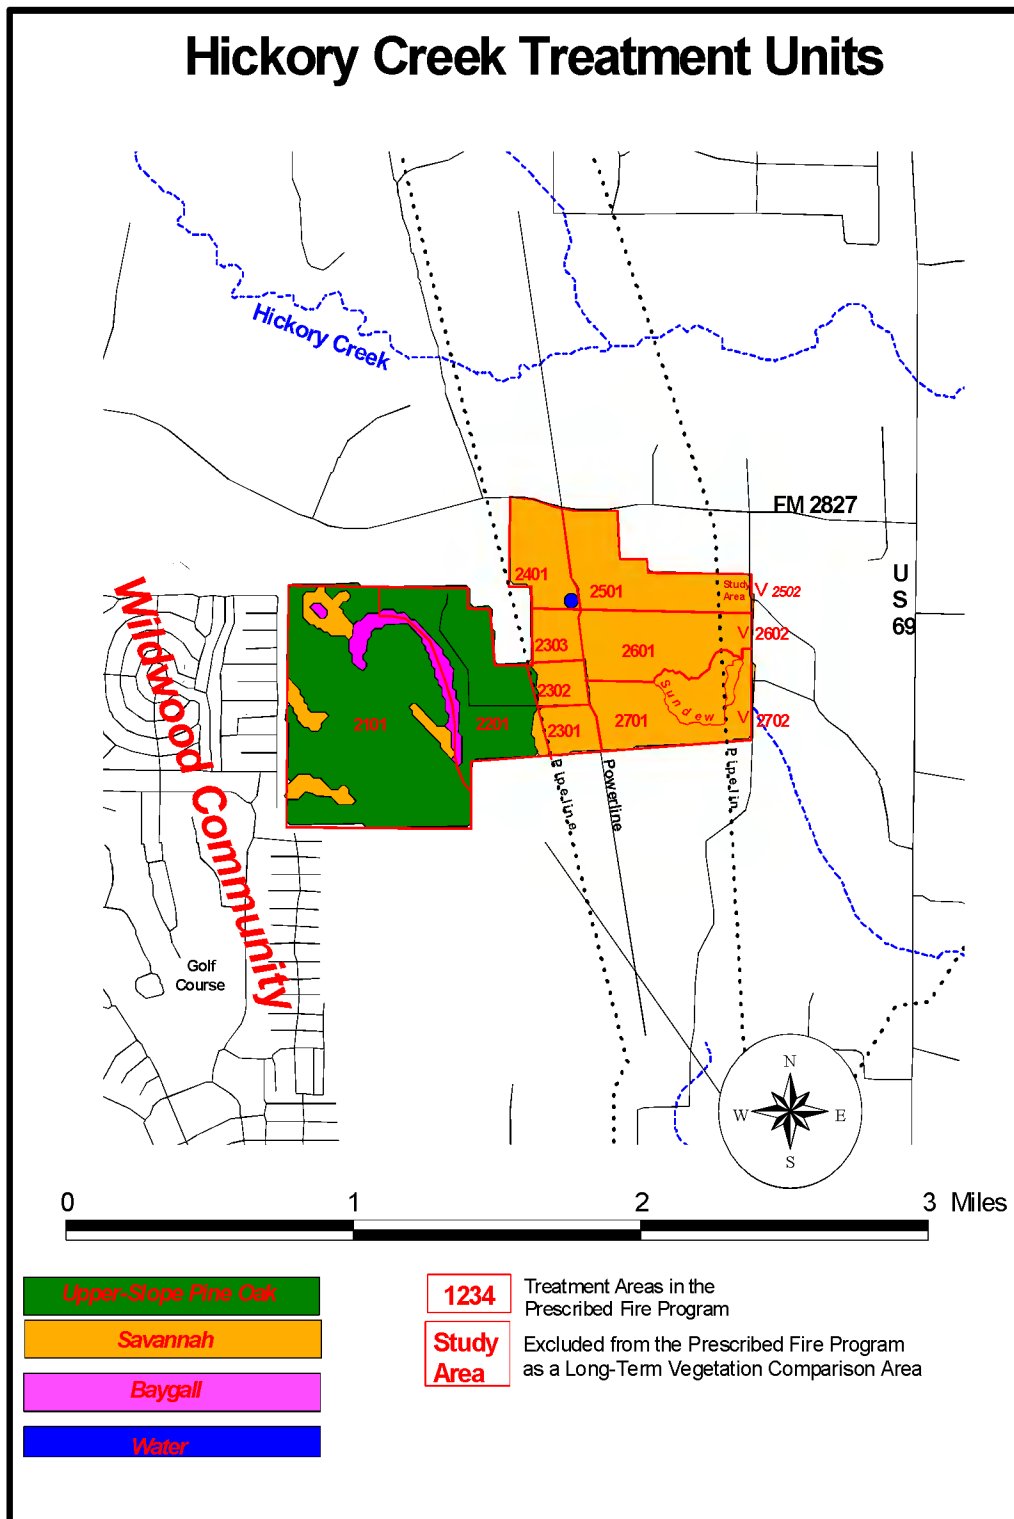 Hickory Creek Treatment Units
Hickory Creek
FM 2827
U
S
69
2401
2501
Study
Area
V 2502
2303
2601
V 2602
2302
Sundew
2101
2201
2301
2701
V 2702
Pipeline
Powerline
Pipelin
Wildwood Community
Golf
Course
N
W
E
S
0
1
2
3 Miles
Upper-Slope Pine Oak
Savannah
Baygall
Water
1234
Treatment Areas in the
Prescribed Fire Program
Study
Area
Excluded from the Prescribed Fire Program
as a Long-Term Vegetation Comparison Area